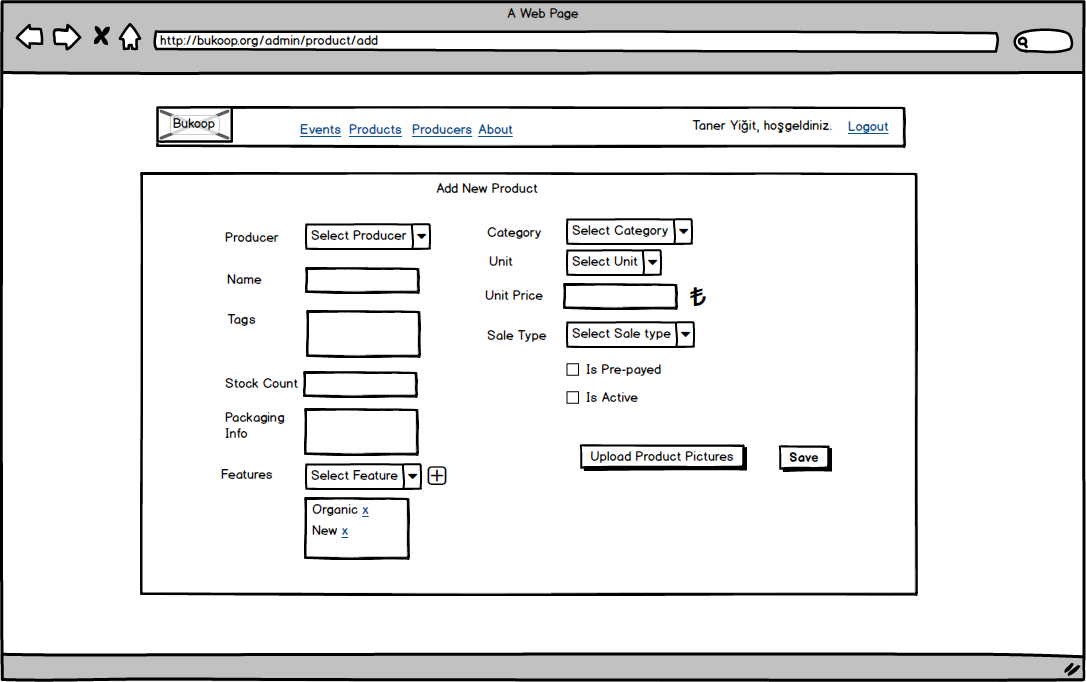 A Web Page
http://bukoop.org/admin/product/add
Bukoop
Events Products Producers About
Taner Yiğit, hoşgeldiniz. Logout
Add New Product
Producer Select Producer
Name
Tags
Stock Count
Packaging
Info
Features Select Feature
Organic x
New x
Category Select Category
Unit Select Unit
Unit Price ₺
Sale Type Select Sale type
Is Pre-payed
Is Active
Upload Product Pictures Save